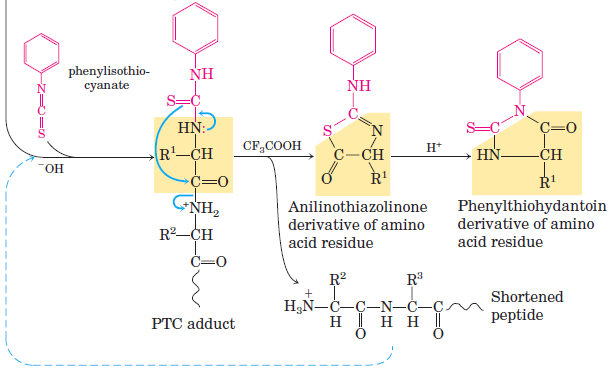 phenylisothio-
cyanate
N
C
S
⁻OH
NH
S=C
HN:
R¹—CH
C=O
⁺NH₂
R²—CH
C=O
PTC adduct
CF₃COOH
NH
C
S
N
C—CH
O
R¹
Anilinothiazolinone
derivative of amino
acid residue
H⁺
N
S=C
C=O
HN
CH
R¹
Phenylthiohydantoin
derivative of amino
acid residue
R² R³
H₃N⁺—C—C—N—C—C
H O H H O
Shortened
peptide